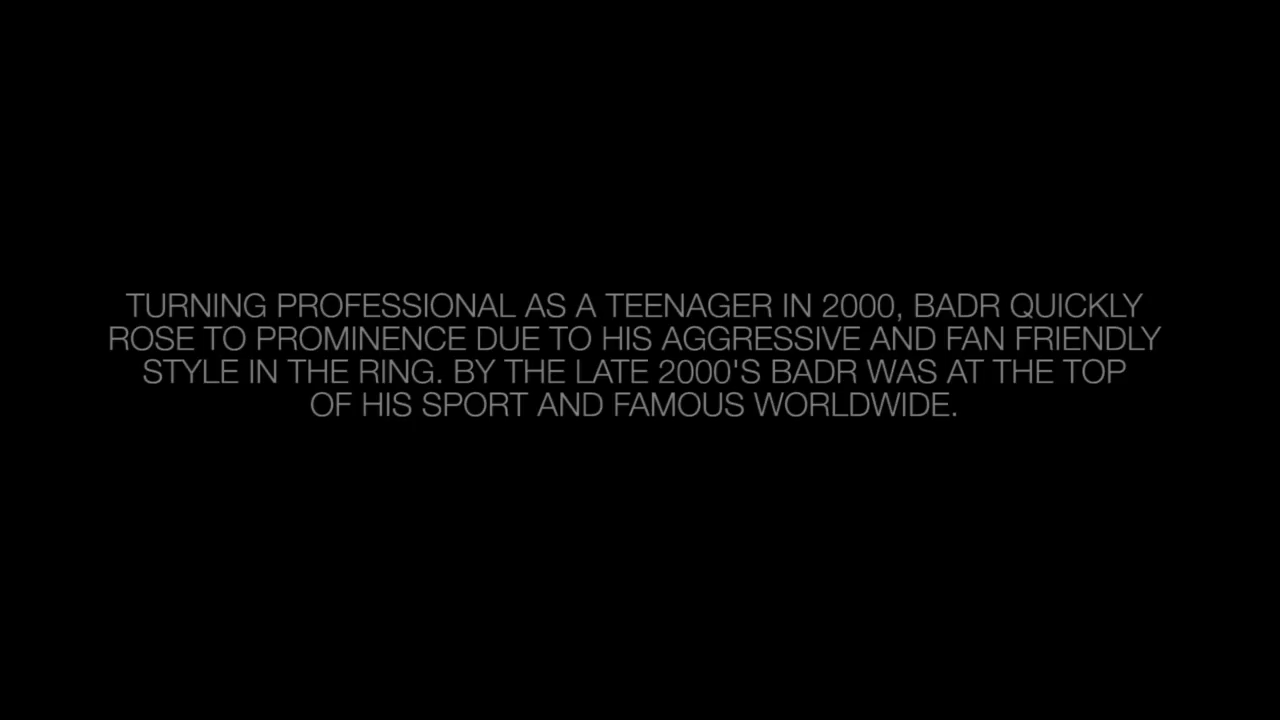 TURNING PROFESSIONAL AS A TEENAGER IN 2000, BADR QUICKLY
ROSE TO PROMINENCE DUE TO HIS AGGRESSIVE AND FAN FRIENDLY
STYLE IN THE RING. BY THE LATE 2000'S BADR WAS AT THE TOP
OF HIS SPORT AND FAMOUS WORLDWIDE.